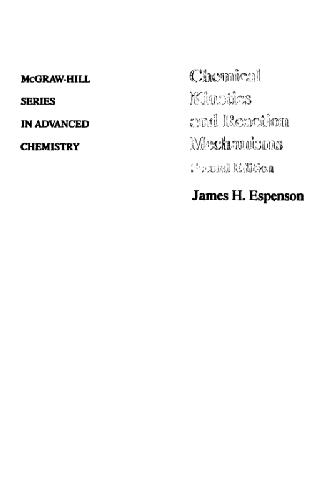 McGRAW-HILL
SERIES
IN ADVANCED
CHEMISTRY
Chemical
Kinetics
and Reaction
Mechanisms
Second Edition
James H. Espenson